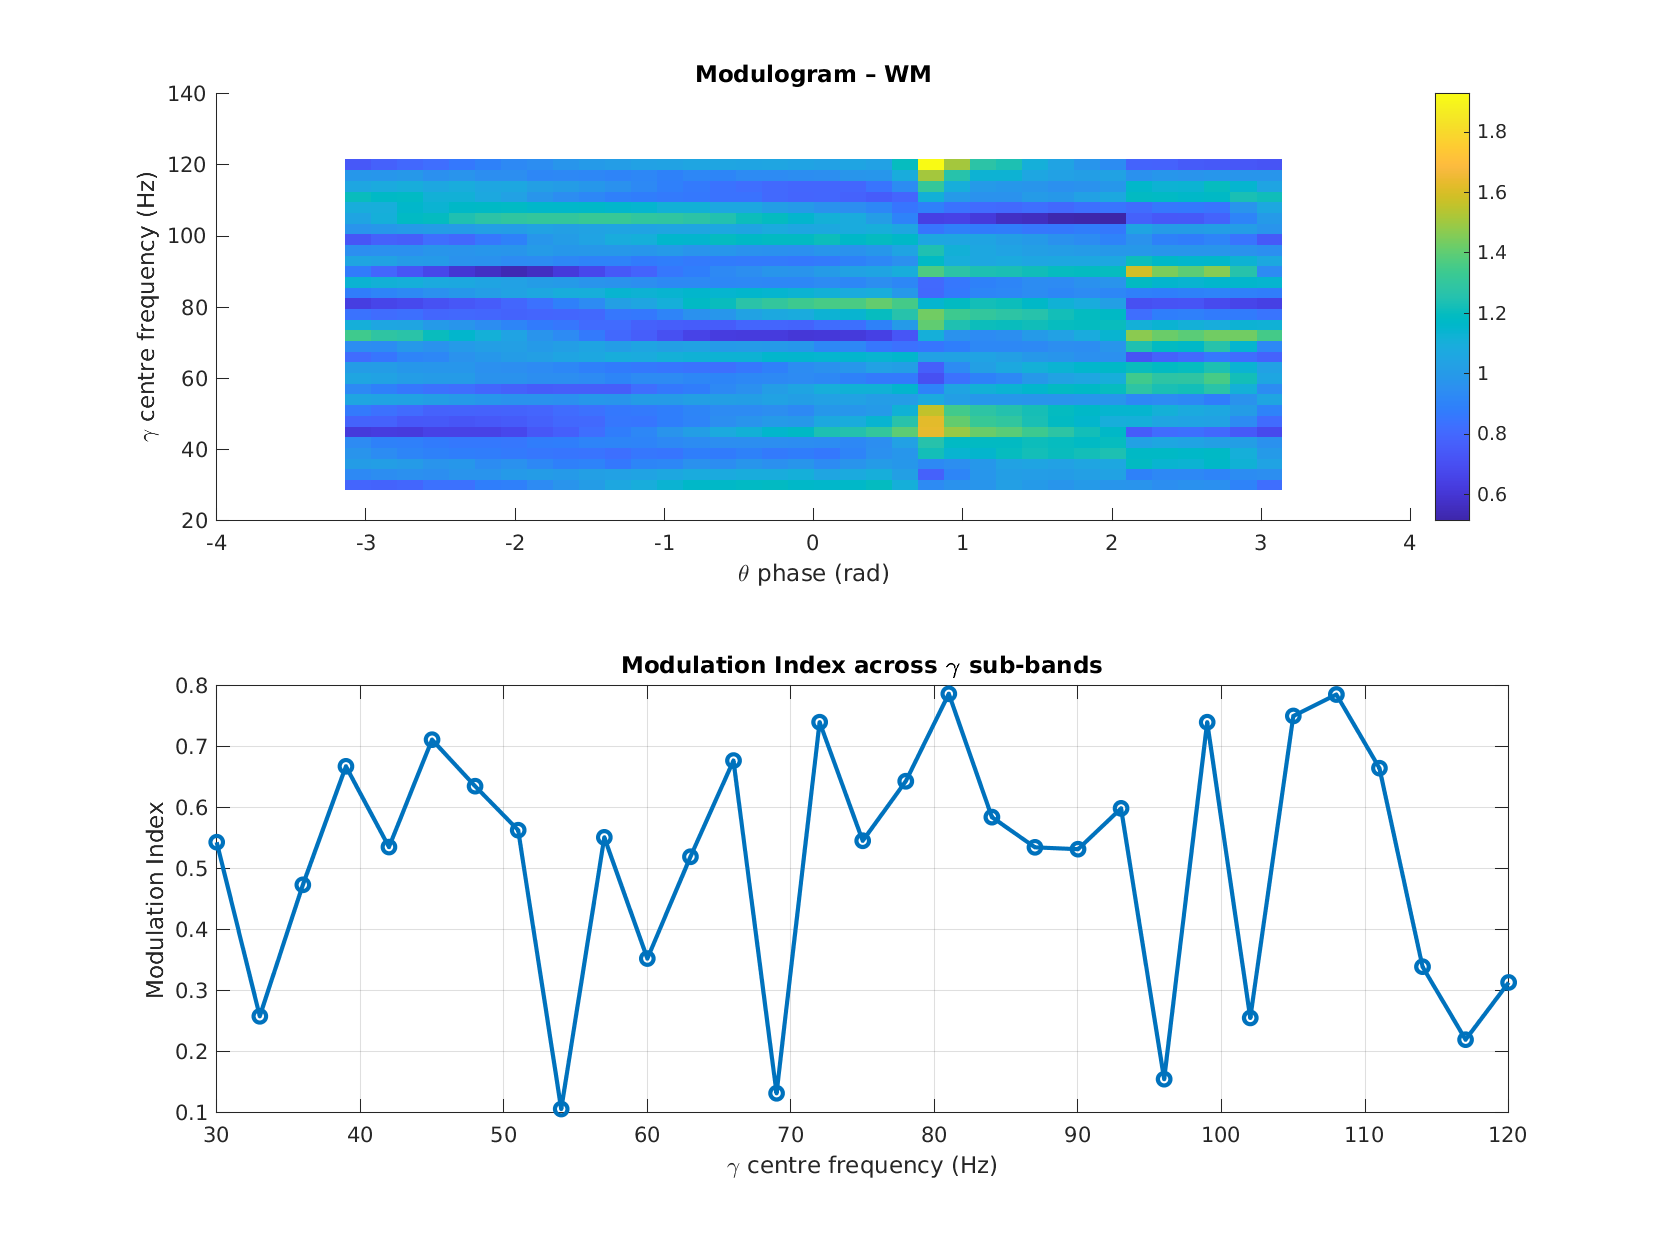 Modulogram – WM
140
120
100
80
60
40
20
γ centre frequency (Hz)
-4 -3 -2 -1 0 1 2 3 4
θ phase (rad)
1.8
1.6
1.4
1.2
1
0.8
0.6
Modulation Index across γ sub-bands
0.8
0.7
0.6
0.5
0.4
0.3
0.2
0.1
Modulation Index
30 40 50 60 70 80 90 100 110 120
γ centre frequency (Hz)